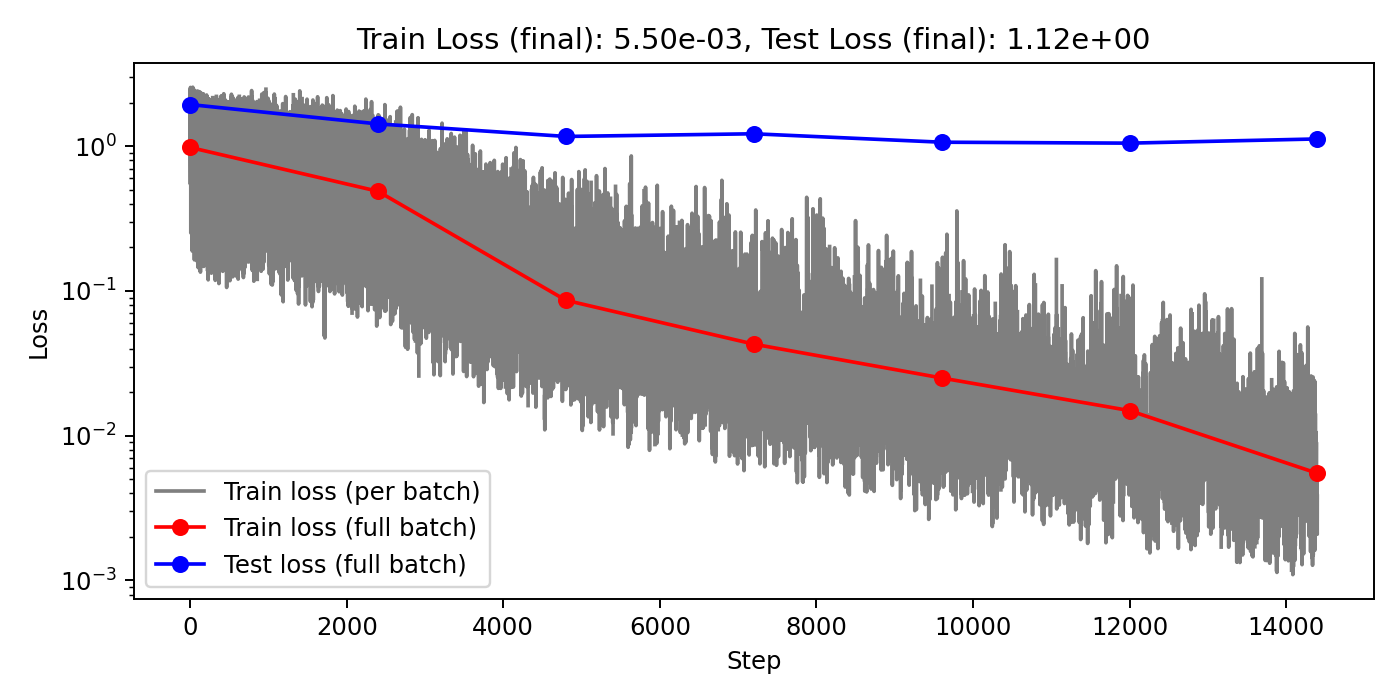 Train Loss (final): 5.50e-03, Test Loss (final): 1.12e+00
Loss
10⁰
10⁻¹
10⁻²
10⁻³
Train loss (per batch)
Train loss (full batch)
Test loss (full batch)
0 2000 4000 6000 8000 10000 12000 14000
Step